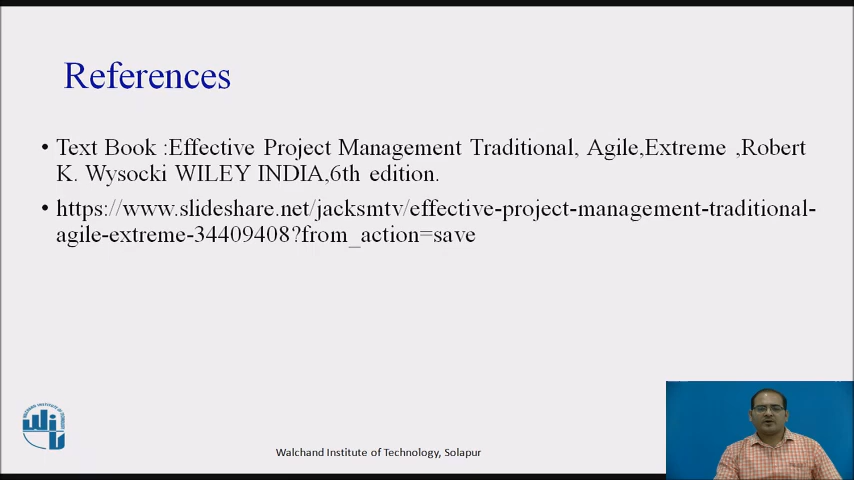 References
• Text Book :Effective Project Management Traditional, Agile,Extreme ,Robert
K. Wysocki WILEY INDIA,6th edition.
• https://www.slideshare.net/jacksmtv/effective-project-management-traditional-
agile-extreme-34409408?from_action=save
Walchand Institute of Technology, Solapur